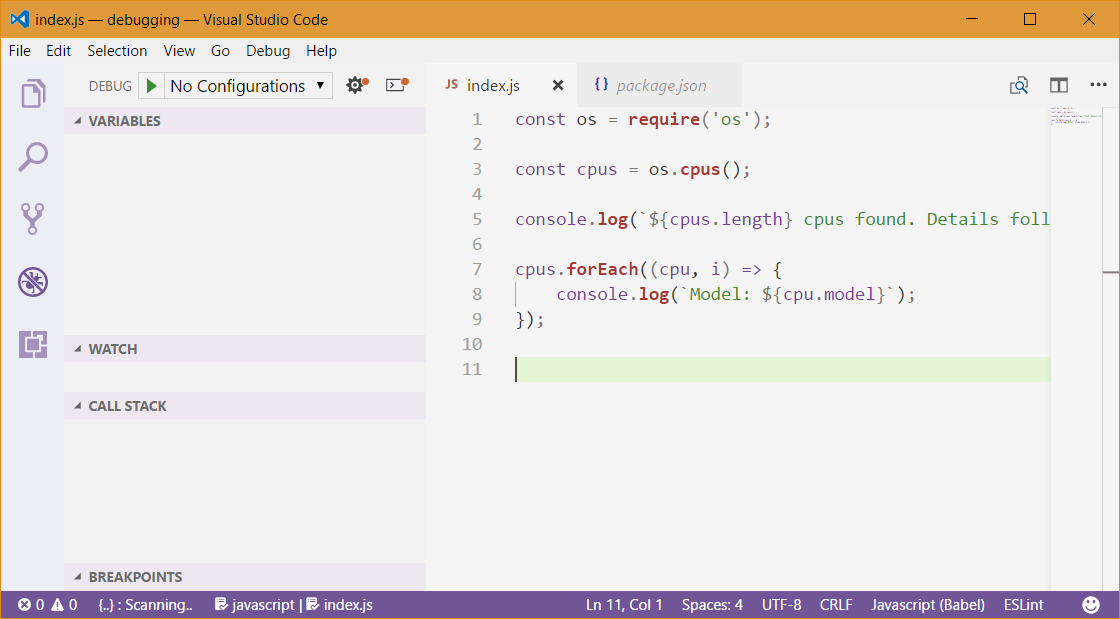 index.js — debugging — Visual Studio Code
File Edit Selection View Go Debug Help
DEBUG No Configurations
JS index.js
{} package.json
VARIABLES
WATCH
CALL STACK
BREAKPOINTS
1 const os = require('os');
2
3 const cpus = os.cpus();
4
5 console.log(`${cpus.length} cpus found. Details foll
6
7 cpus.forEach((cpu, i) => {
8 console.log(`Model: ${cpu.model}`);
9 });
10
11
0 0 {..} : Scanning.. javascript | index.js Ln 11, Col 1 Spaces: 4 UTF-8 CRLF Javascript (Babel) ESLint